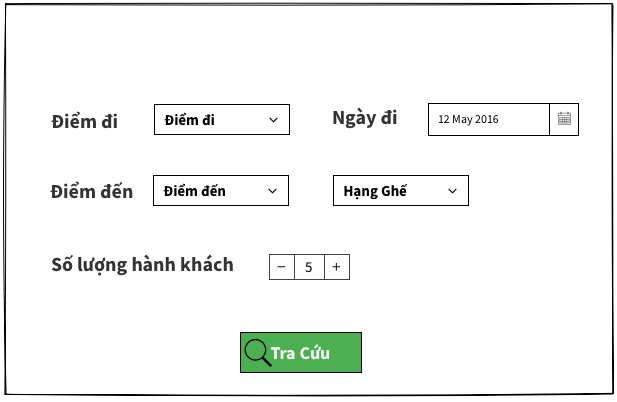 Điểm đi Điểm đi Ngày đi 12 May 2016
Điểm đến Điểm đến Hạng Ghế
Số lượng hành khách − 5 +
Tra Cứu